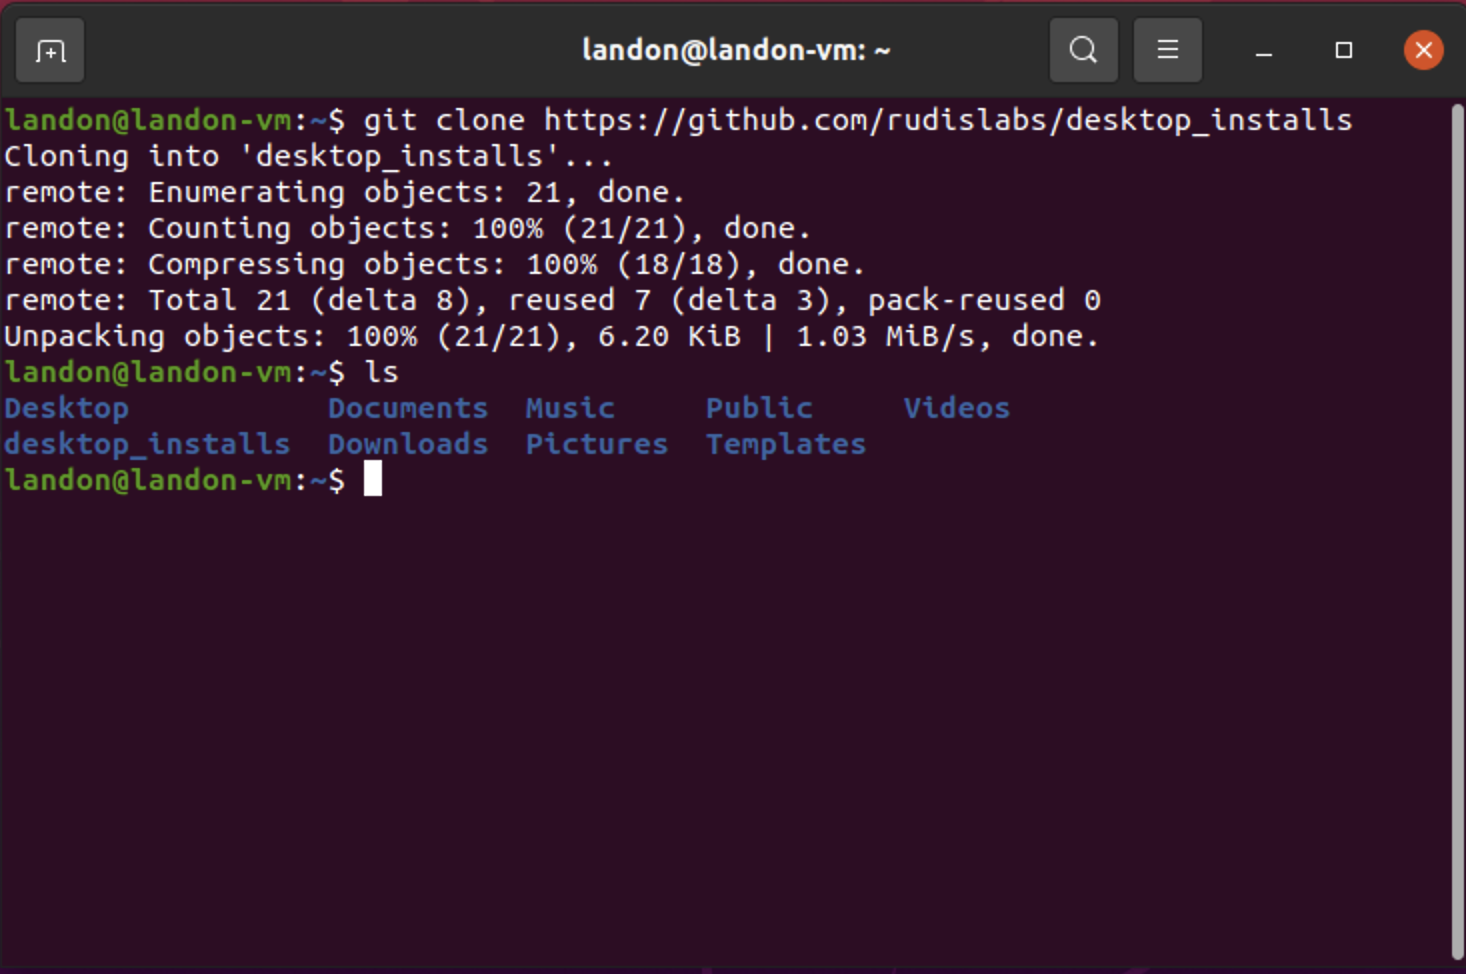 landon@landon-vm: ~
landon@landon-vm:~$ git clone https://github.com/rudislabs/desktop_installs
Cloning into 'desktop_installs'...
remote: Enumerating objects: 21, done.
remote: Counting objects: 100% (21/21), done.
remote: Compressing objects: 100% (18/18), done.
remote: Total 21 (delta 8), reused 7 (delta 3), pack-reused 0
Unpacking objects: 100% (21/21), 6.20 KiB | 1.03 MiB/s, done.
landon@landon-vm:~$ ls
Desktop Documents Music Public Videos
desktop_installs Downloads Pictures Templates
landon@landon-vm:~$